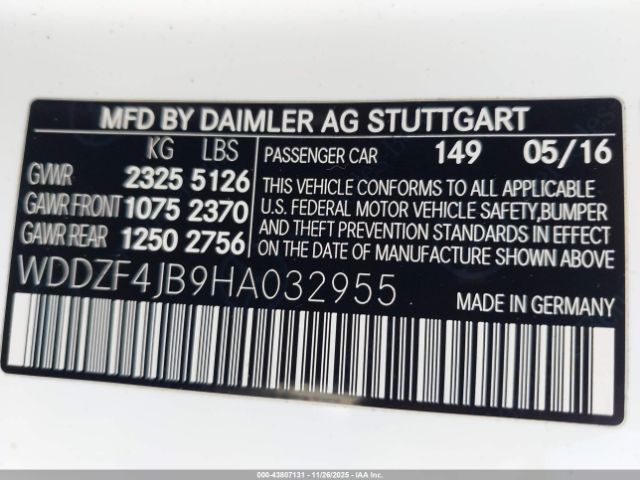 MFD BY DAIMLER AG STUTTGART
KG LBS
GVWR 2325 5126
GAWR FRONT 1075 2370
GAWR REAR 1250 2756
PASSENGER CAR 149 05/16
THIS VEHICLE CONFORMS TO ALL APPLICABLE
U.S. FEDERAL MOTOR VEHICLE SAFETY,BUMPER
AND THEFT PREVENTION STANDARDS IN EFFECT
ON THE DATE OF MANUFACTURE SHOWN ABOVE
WDDZF4JB9HA032955
MADE IN GERMANY
000-43807131 - 11/26/2025 - IAA Inc.